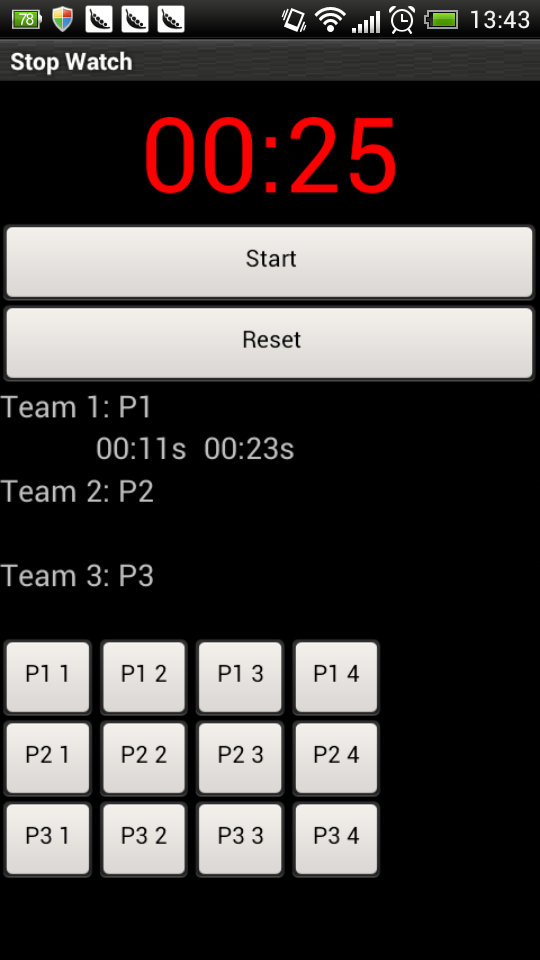 78 13:43
Stop Watch
00:25
Start
Reset
Team 1: P1
00:11s 00:23s
Team 2: P2
Team 3: P3
P1 1 P1 2 P1 3 P1 4
P2 1 P2 2 P2 3 P2 4
P3 1 P3 2 P3 3 P3 4